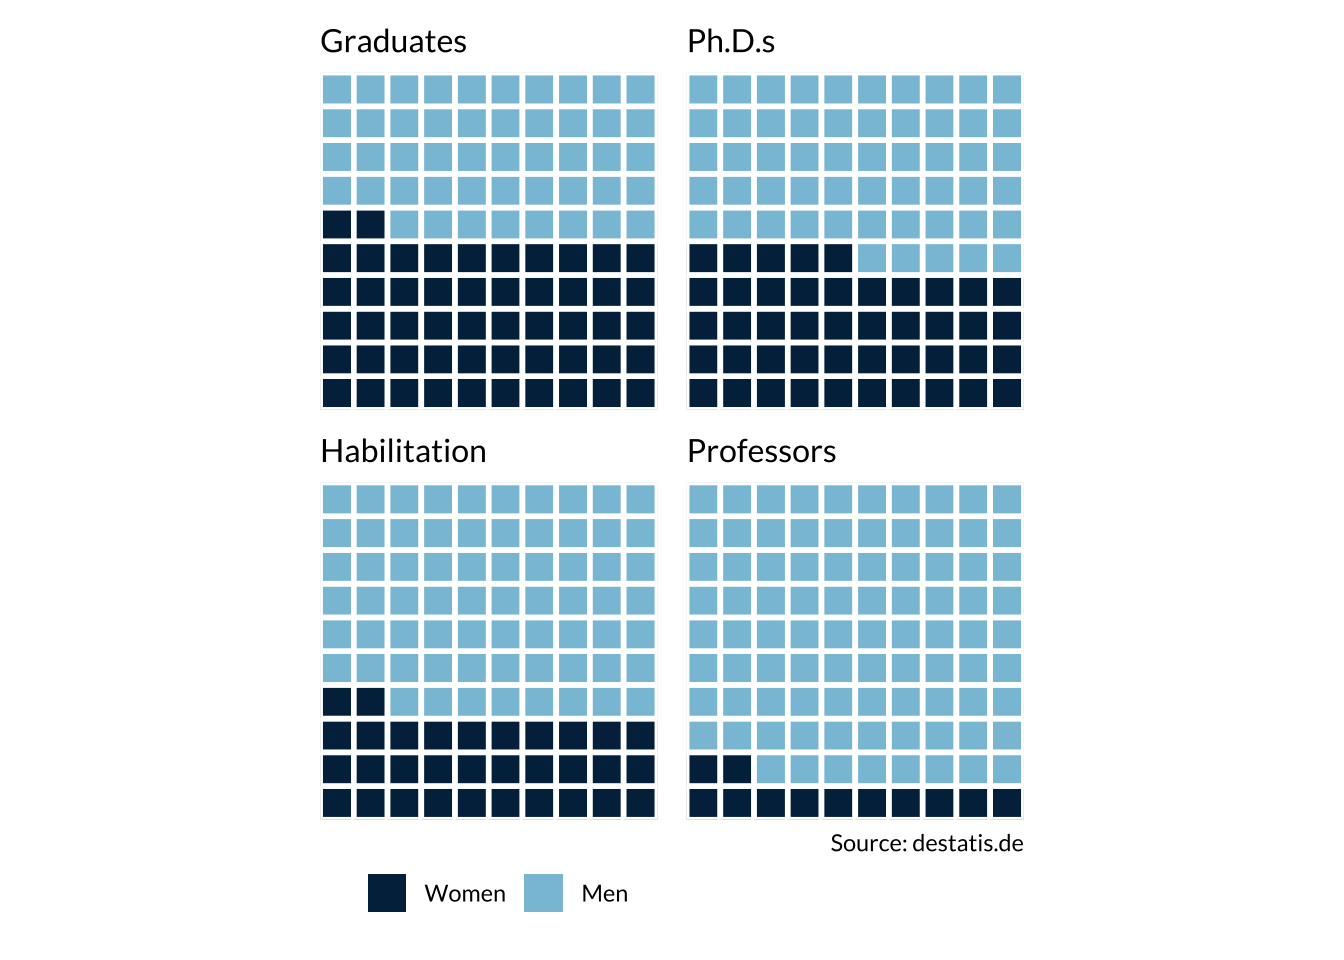 Graduates
Ph.D.s
Habilitation
Professors
Source: destatis.de
Women
Men